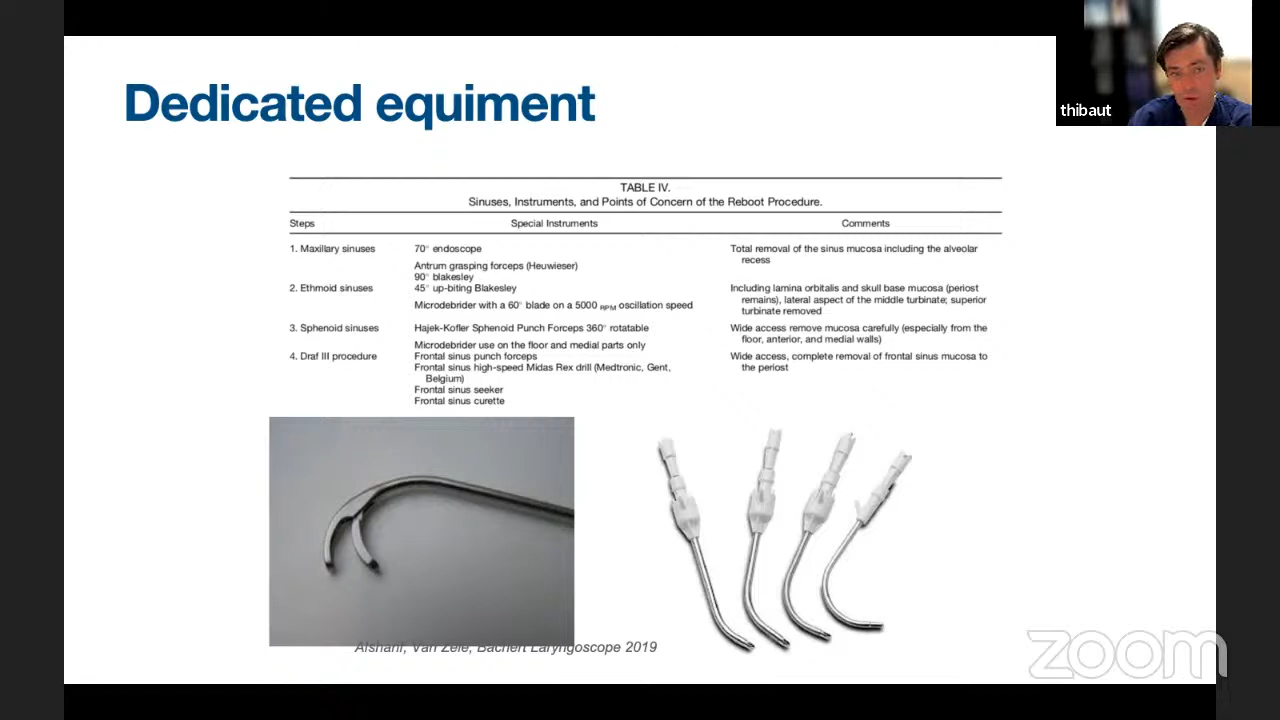 Dedicated equiment
thibaut
TABLE IV.
Sinuses, Instruments, and Points of Concern of the Reboot Procedure.
Steps Special Instruments Comments
1. Maxillary sinuses 70° endoscope Total removal of the sinus mucosa including the alveolar
recess
Antrum grasping forceps (Heuwieser)
90° blakesley
2. Ethmoid sinuses 45° up-biting Blakesley Including lamina orbitalis and skull base mucosa (periost
remains), lateral aspect of the middle turbinate; superior
Microdebrider with a 60° blade on a 5000 RPM oscillation speed
turbinate removed
3. Sphenoid sinuses Hajek-Kofler Sphenoid Punch Forceps 360° rotatable Wide access remove mucosa carefully (especially from the
floor, anterior, and medial walls)
Microdebrider use on the floor and medial parts only
4. Draf III procedure Frontal sinus punch forceps Wide access, complete removal of frontal sinus mucosa to
the periost
Frontal sinus high-speed Midas Rex drill (Medtronic, Gent,
Belgium)
Frontal sinus seeker
Frontal sinus curette
Alsharif, Van Zele, Bachert Laryngoscope 2019
zoom